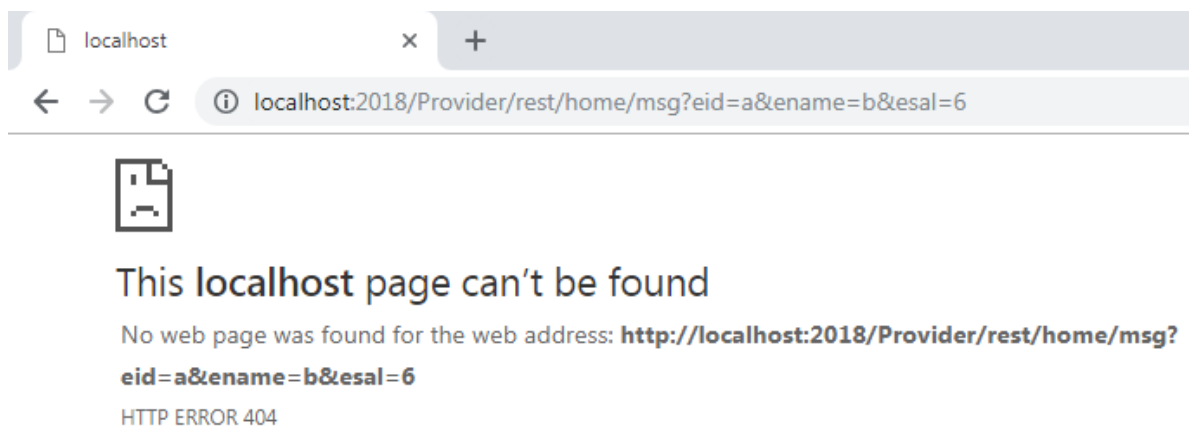 localhost
localhost:2018/Provider/rest/home/msg?eid=a&ename=b&esal=6
This localhost page can’t be found
No web page was found for the web address: http://localhost:2018/Provider/rest/home/msg?
eid=a&ename=b&esal=6
HTTP ERROR 404